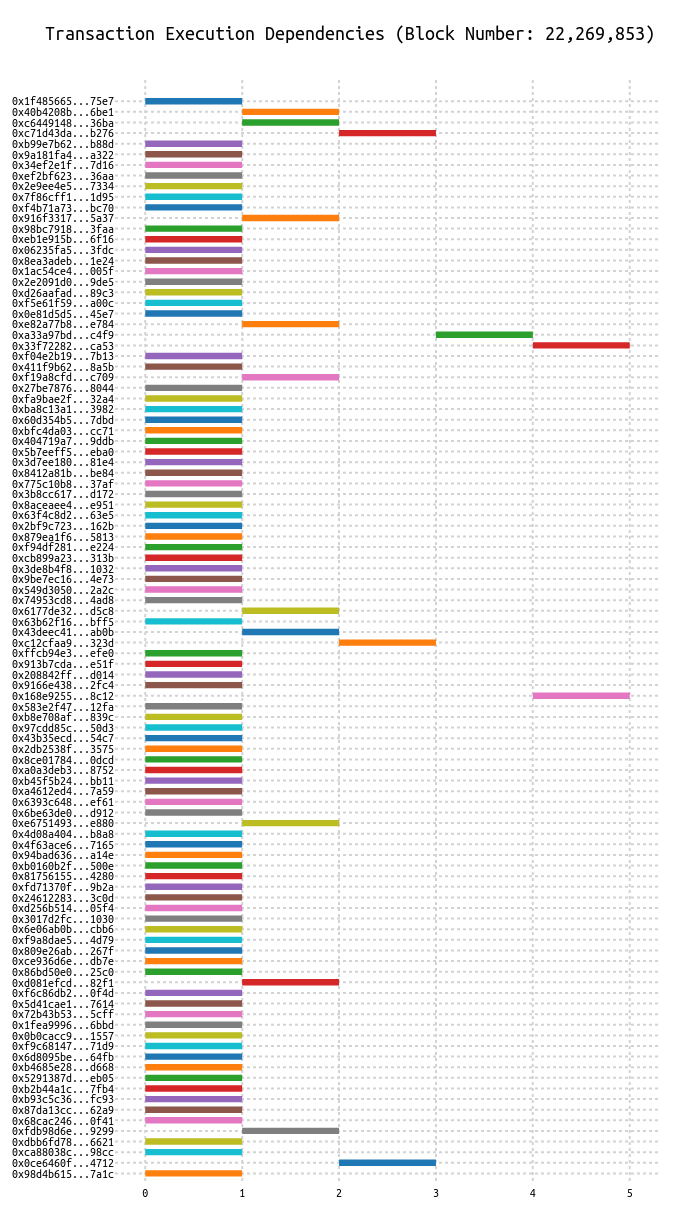 Transaction Execution Dependencies (Block Number: 22,269,853)
0x1f485665...75e7
0x40b4208b...6be1
0xc6449148...36ba
0xc71d43da...b276
0xb99e7b62...b88d
0x9a181fa4...a322
0x34ef2e1f...7d16
0xef2bf623...36aa
0x2e9ee4e5...7334
0x7f86cff1...1d95
0xf4b71a73...bc70
0x916f3317...5a37
0x98bc7918...3faa
0xeb1e915b...6f16
0x06235fa5...3fdc
0x8ea3adeb...1e24
0x1ac54ce4...005f
0x2e2091d0...9de5
0xd26aafad...89c3
0xf5e61f59...a00c
0x0e81d5d5...45e7
0xe82a77b8...e784
0xa33a97bd...c4f9
0x33f72282...ca53
0xf04e2b19...7b13
0x411f9b62...8a5b
0xf19a8cfd...c709
0x27be7876...8044
0xfa9bae2f...32a4
0xba8c13a1...3982
0x60d354b5...7dbd
0xbfc4da03...cc71
0x404719a7...9ddb
0x5b7eeff5...eba0
0x3d7ee180...81e4
0x8412a81b...be84
0x775c10b8...37af
0x3b8cc617...d172
0x8aceaee4...e951
0x63f4c8d2...63e5
0x2bf9c723...162b
0x879ea1f6...5813
0xf94df281...e224
0xcb899a23...313b
0x3de8b4f8...1032
0x9be7ec16...4e73
0x549d3050...2a2c
0x74953cd8...4ad8
0x6177de32...d5c8
0x63b62f16...bff5
0x43deec41...ab0b
0xc12cfaa9...323d
0xffcb94e3...efe0
0x913b7cda...e51f
0x208842ff...d014
0x9166e438...2fc4
0x168e9255...8c12
0x583e2f47...12fa
0xb8e708af...839c
0x97cdd85c...50d3
0x43b35ecd...54c7
0x2db2538f...3575
0x8ce01784...0dcd
0xa0a3deb3...8752
0xb45f5b24...bb11
0xa4612ed4...7a59
0x6393c648...ef61
0x6be63de0...d912
0xe6751493...e880
0x4d08a404...b8a8
0x4f63ace6...7165
0x94bad636...a14e
0xb0160b2f...500e
0x81756155...4280
0xfd71370f...9b2a
0x24612283...3c0d
0xd256b514...05f4
0x3017d2fc...1030
0x6e06ab0b...cbb6
0xf9a8dae5...4d79
0x809e26ab...267f
0xce936d6e...db7e
0x86bd50e0...25c0
0xd081efcd...82f1
0xf6c86db2...0f4d
0x5d41cae1...7614
0x72b43b53...5cff
0x1fea9996...6bbd
0x0b0cacc9...1557
0xf9c68147...71d9
0x6d8095be...64fb
0xb4685e28...d668
0x5291387d...eb05
0xb2b44a1c...7fb4
0xb93c5c36...fc93
0x87da13cc...62a9
0x68cac246...0f41
0xfdb98d6e...9299
0xdbb6fd78...6621
0xca88038c...98cc
0x0ce6460f...4712
0x98d4b615...7a1c
0 1 2 3 4 5